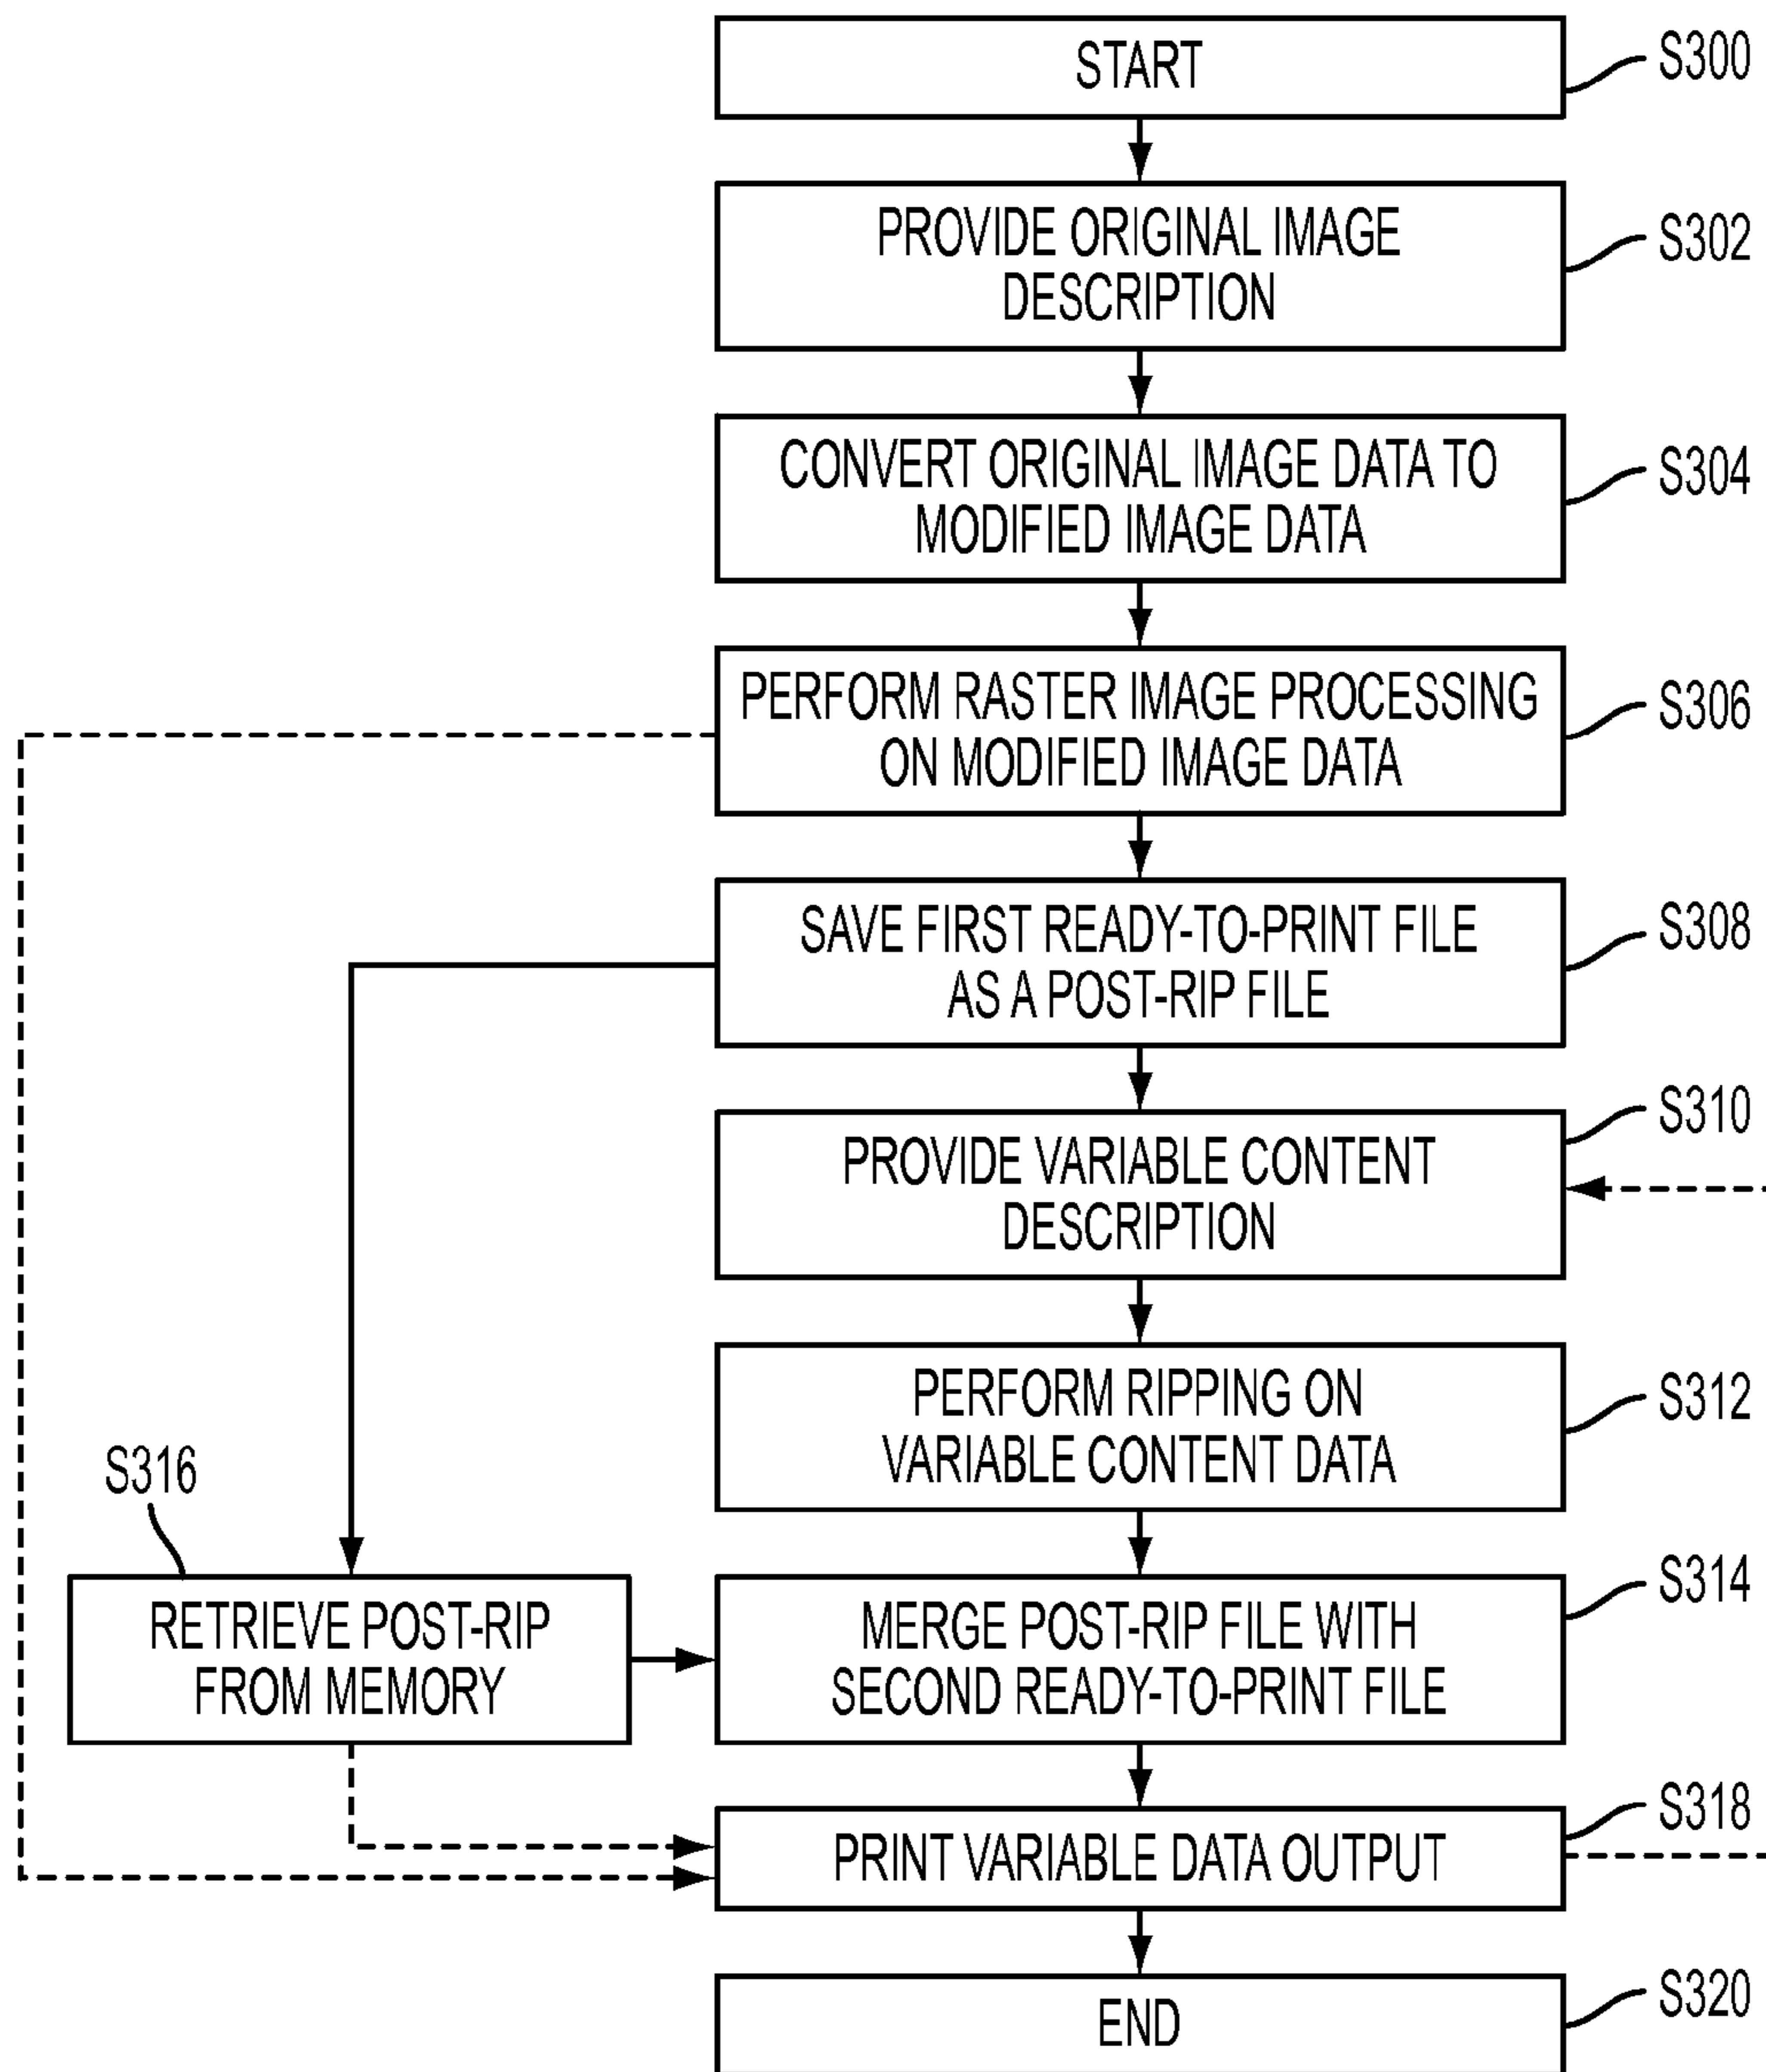 START
S300
PROVIDE ORIGINAL IMAGE
DESCRIPTION
S302
CONVERT ORIGINAL IMAGE DATA TO
MODIFIED IMAGE DATA
S304
PERFORM RASTER IMAGE PROCESSING
ON MODIFIED IMAGE DATA
S306
SAVE FIRST READY-TO-PRINT FILE
AS A POST-RIP FILE
S308
PROVIDE VARIABLE CONTENT
DESCRIPTION
S310
PERFORM RIPPING ON
VARIABLE CONTENT DATA
S312
S316
RETRIEVE POST-RIP
FROM MEMORY
MERGE POST-RIP FILE WITH
SECOND READY-TO-PRINT FILE
S314
PRINT VARIABLE DATA OUTPUT
S318
END
S320